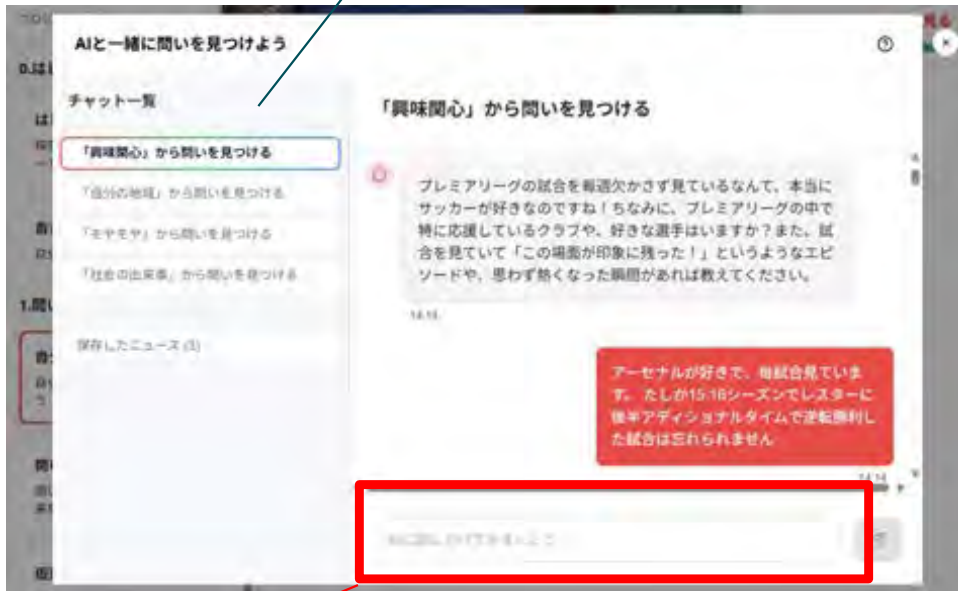 AIと一緒に問いを見つけよう
チャット一覧
「興味関心」から問いを見つける
「自分の地域」から問いを見つける
「モヤモヤ」から問いを見つける
「社会の出来事」から問いを見つける
保存したニュース (3)
「興味関心」から問いを見つける
プレミアリーグの試合を毎週欠かさず見ているなんて、本当に
サッカーが好きなのですね！ちなみに、プレミアリーグの中で
特に応援しているクラブや、好きな選手はいますか？また、試
合を見ていて「この場面が印象に残った！」というようなエピ
ソードや、思わず熱くなった瞬間があれば教えてください。
14:14
アーセナルが好きで、毎試合見ていま
す。たしか15-16シーズンでレスターに
後半アディショナルタイムで逆転勝利し
た試合は忘れられません
14:14